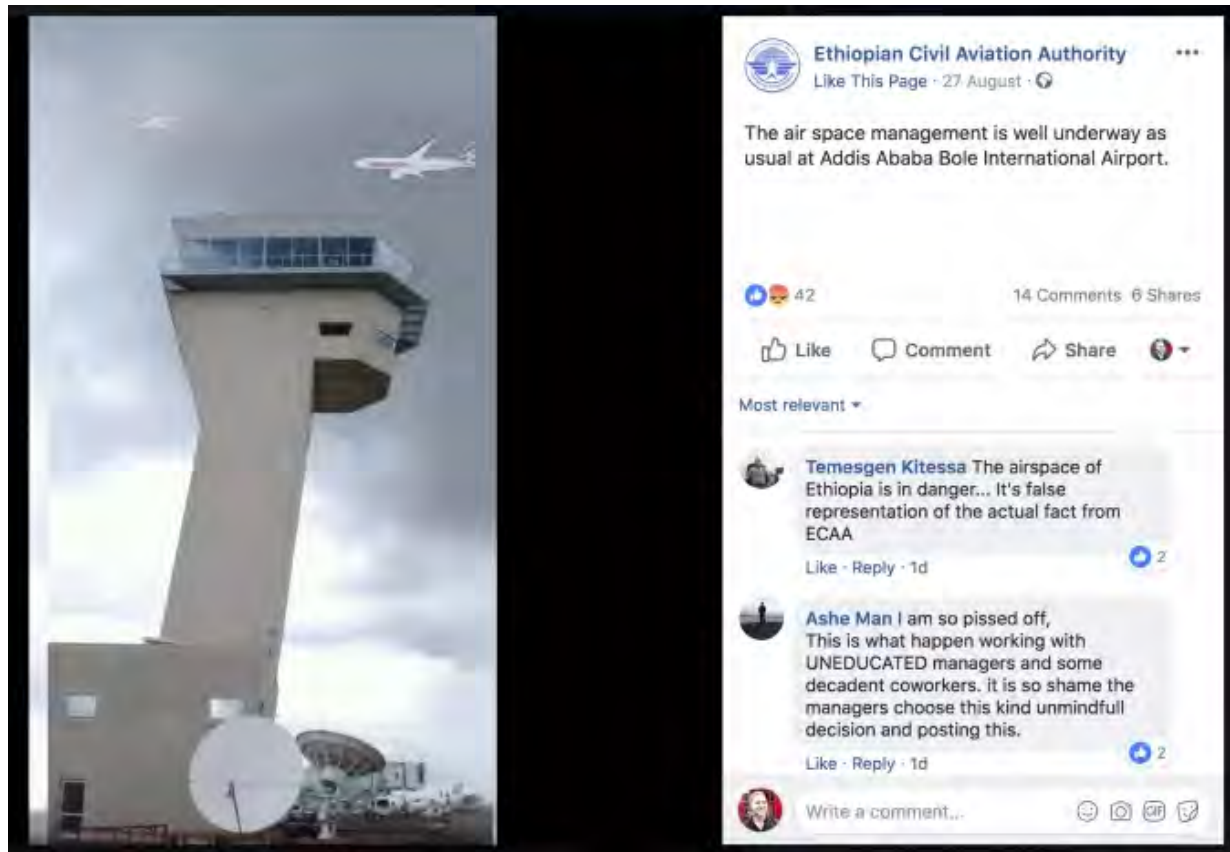 Ethiopian Civil Aviation Authority
Like This Page · 27 August ·
The air space management is well underway as
usual at Addis Ababa Bole International Airport.
42
14 Comments 6 Shares
Like Comment Share
Most relevant
Temesgen Kitessa The airspace of
Ethiopia is in danger... It's false
representation of the actual fact from
ECAA
2
Like · Reply · 1d
Ashe Man I am so pissed off,
This is what happen working with
UNEDUCATED managers and some
decadent coworkers. it is so shame the
managers choose this kind unmindfull
decision and posting this.
2
Like · Reply · 1d
Write a comment...
GIF